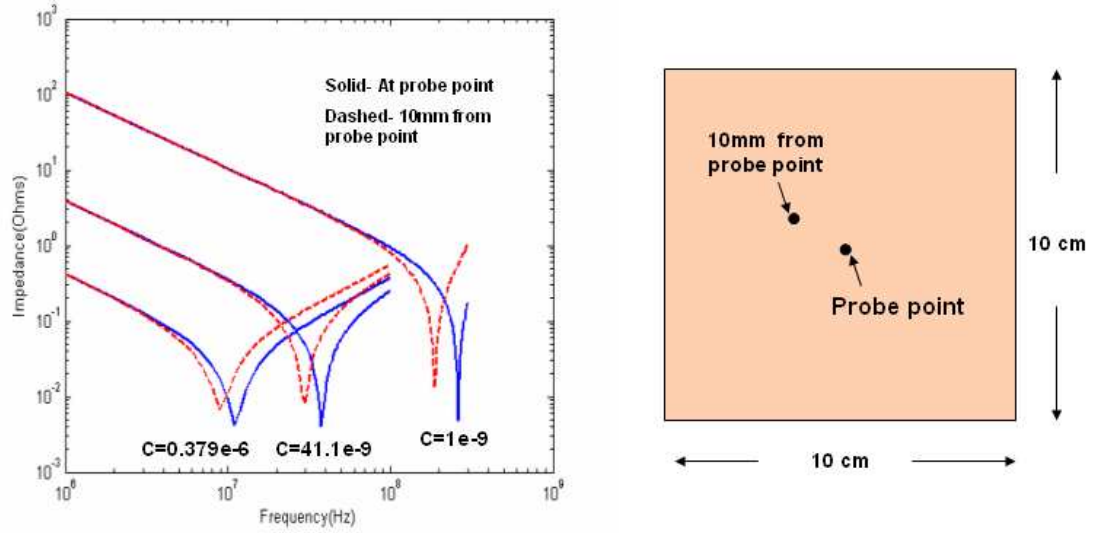 10^3
10^2
10^1
10^0
10^-1
10^-2
10^-3
Impedance(Ohms)
Solid- At probe point
Dashed- 10mm from
probe point
C=0.379e-6
C=41.1e-9
C=1e-9
10^6
10^7
10^8
10^9
Frequency(Hz)
10mm from
probe point
Probe point
10 cm
10 cm